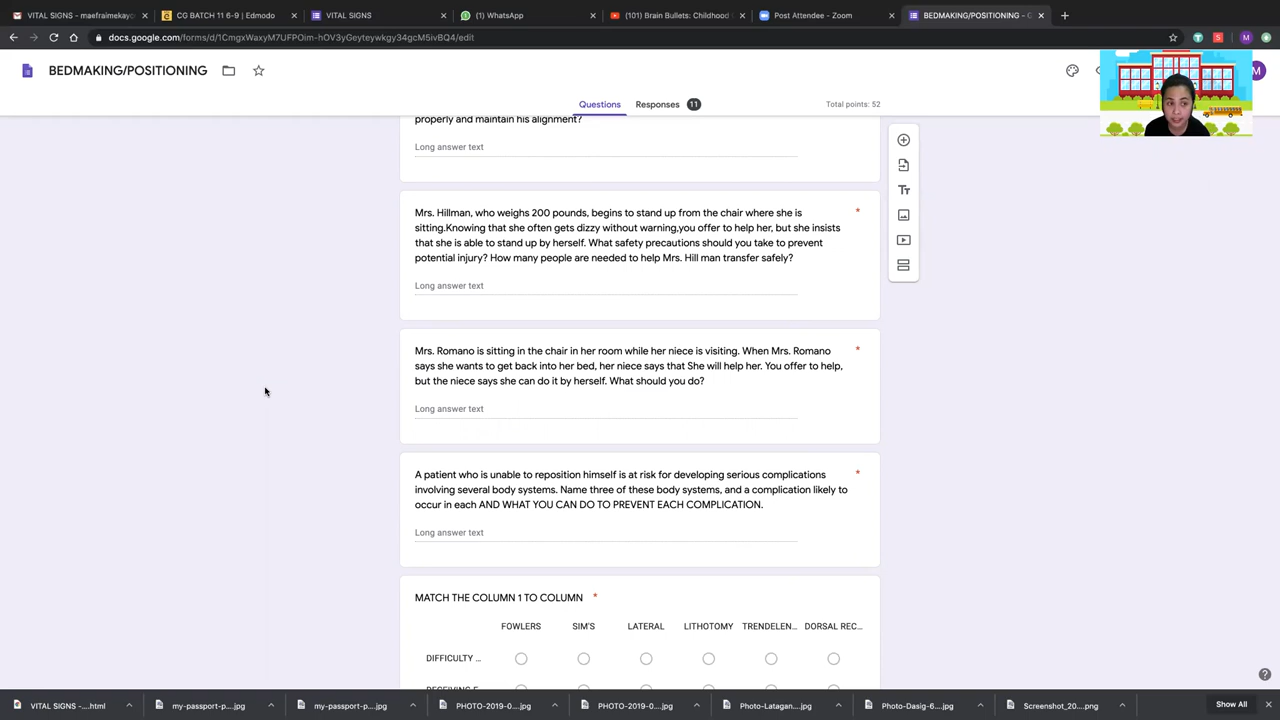 VITAL SIGNS - maefraimekayo
CG BATCH 11 6-9 | Edmodo
VITAL SIGNS
(1) WhatsApp
(101) Brain Bullets: Childhood
Post Attendee - Zoom
BEDMAKING/POSITIONING - G
docs.google.com/forms/d/1CmgxWaxyM7UFPOim-hOV3yGeyteywkgy34gcM5ivBQ4/edit
BEDMAKING/POSITIONING
Questions
Responses 11
Total points: 52
properly and maintain his alignment?
Long answer text
Mrs. Hillman, who weighs 200 pounds, begins to stand up from the chair where she is *
sitting.Knowing that she often gets dizzy without warning,you offer to help her, but she insists
that she is able to stand up by herself. What safety precautions should you take to prevent
potential injury? How many people are needed to help Mrs. Hill man transfer safely?
Long answer text
Mrs. Romano is sitting in the chair in her room while her niece is visiting. When Mrs. Romano *
says she wants to get back into her bed, her niece says that She will help her. You offer to help,
but the niece says she can do it by herself. What should you do?
Long answer text
A patient who is unable to reposition himself is at risk for developing serious complications *
involving several body systems. Name three of these body systems, and a complication likely to
occur in each AND WHAT YOU CAN DO TO PREVENT EACH COMPLICATION.
Long answer text
MATCH THE COLUMN 1 TO COLUMN *
FOWLERS SIM'S LATERAL LITHOTOMY TRENDELEN... DORSAL REC...
DIFFICULTY ...
VITAL SIGNS -....html
my-passport-p....jpg
my-passport-p....jpg
PHOTO-2019-0....jpg
PHOTO-2019-0....jpg
Photo-Latagan....jpg
Photo-Dasig-6....jpg
Screenshot_20....png
Show All